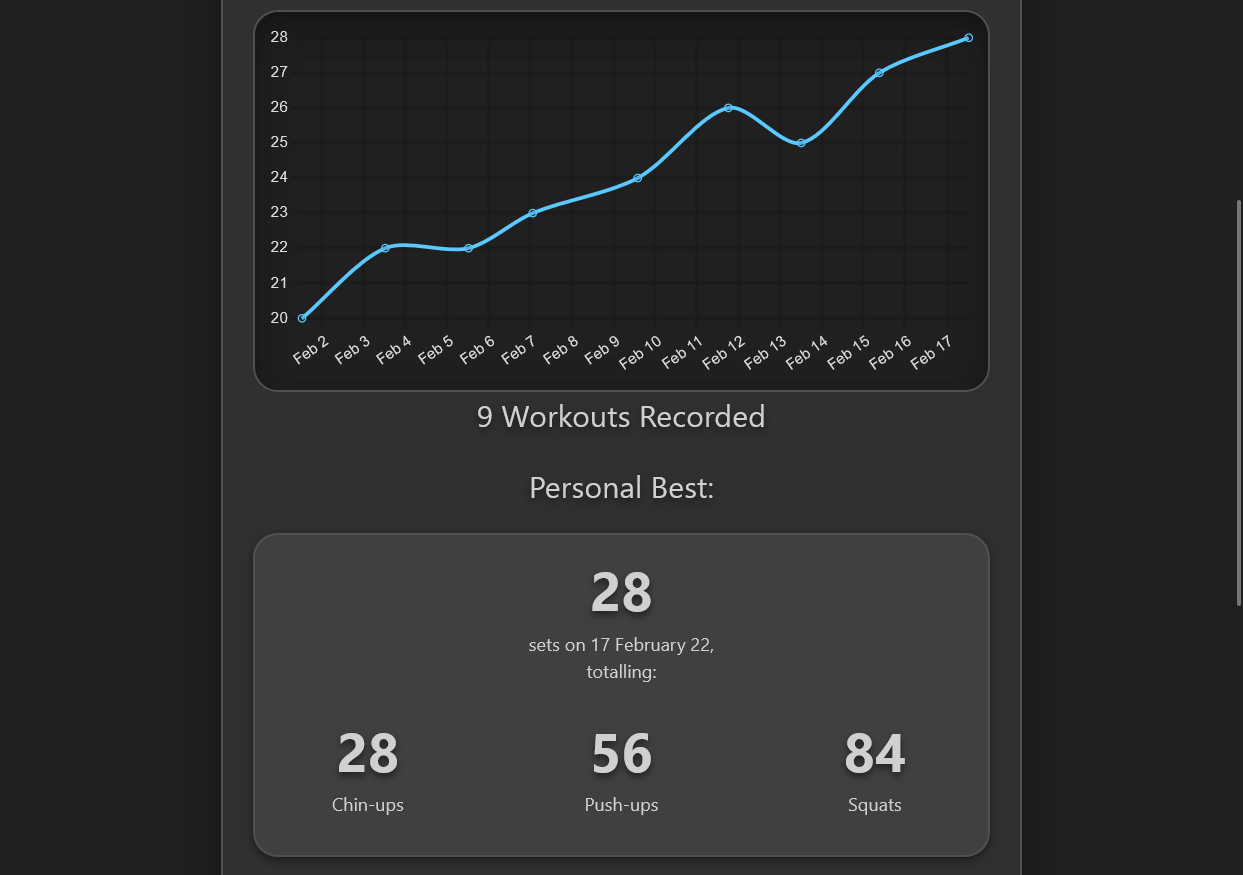 28
27
26
25
24
23
22
21
20
Feb 2 Feb 3 Feb 4 Feb 5 Feb 6 Feb 7 Feb 8 Feb 9 Feb 10 Feb 11 Feb 12 Feb 13 Feb 14 Feb 15 Feb 16 Feb 17
9 Workouts Recorded
Personal Best:
28
sets on 17 February 22,
totalling:
28 56 84
Chin-ups Push-ups Squats